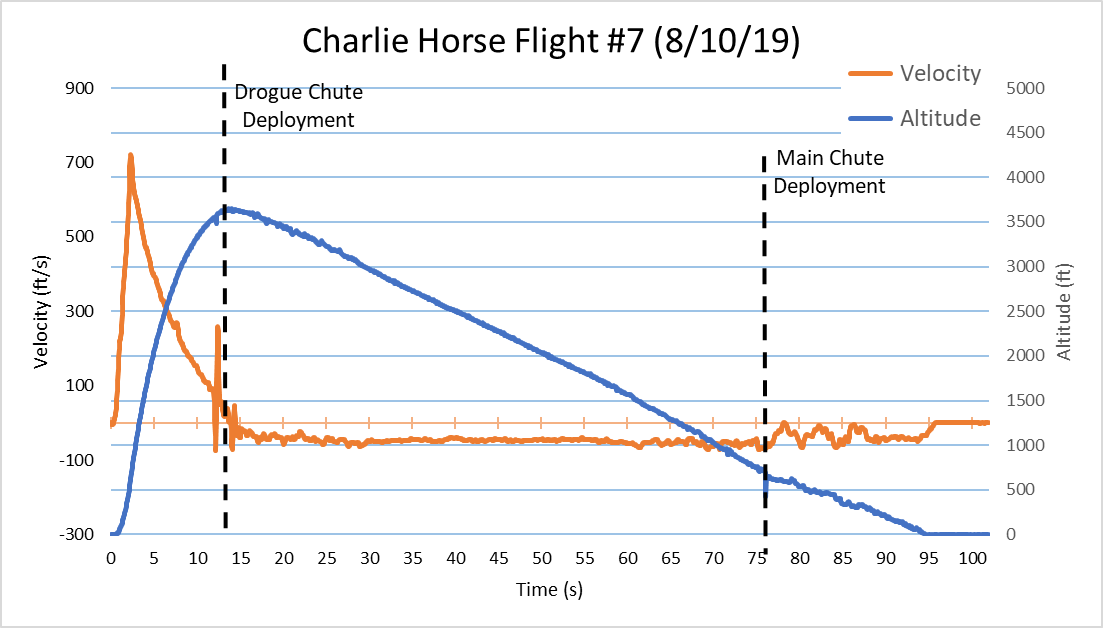 Charlie Horse Flight #7 (8/10/19)
Velocity
Altitude
Drogue Chute
Deployment
Main Chute
Deployment
900
700
500
300
100
-100
-300
Velocity (ft/s)
5000
4500
4000
3500
3000
2500
2000
1500
1000
500
0
Altitude (ft)
0 5 10 15 20 25 30 35 40 45 50 55 60 65 70 75 80 85 90 95 100
Time (s)